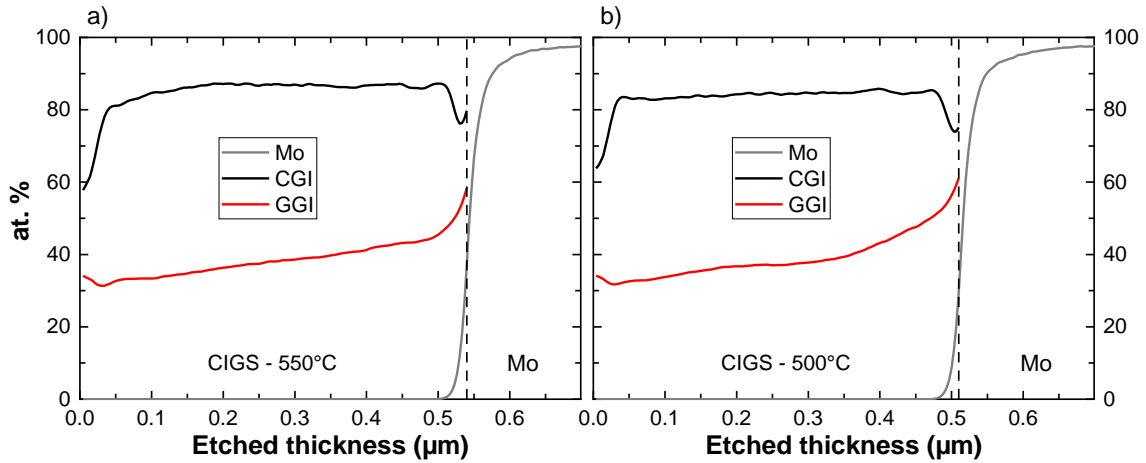 a)
b)
100
80
60
40
20
0
at. %
Mo
CGI
GGI
CIGS - 550°C
Mo
0.0 0.1 0.2 0.3 0.4 0.5 0.6
Etched thickness (µm)
Mo
CGI
GGI
CIGS - 500°C
Mo
0.0 0.1 0.2 0.3 0.4 0.5 0.6
Etched thickness (µm)
100
80
60
40
20
0